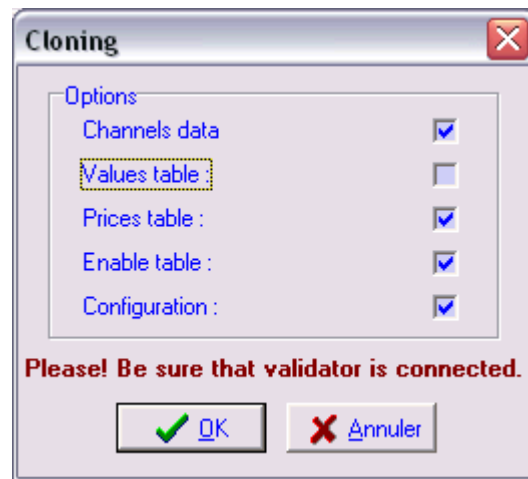 Cloning
Options
Channels data
Values table :
Prices table :
Enable table :
Configuration :
Please! Be sure that validator is connected.
OK
Annuler